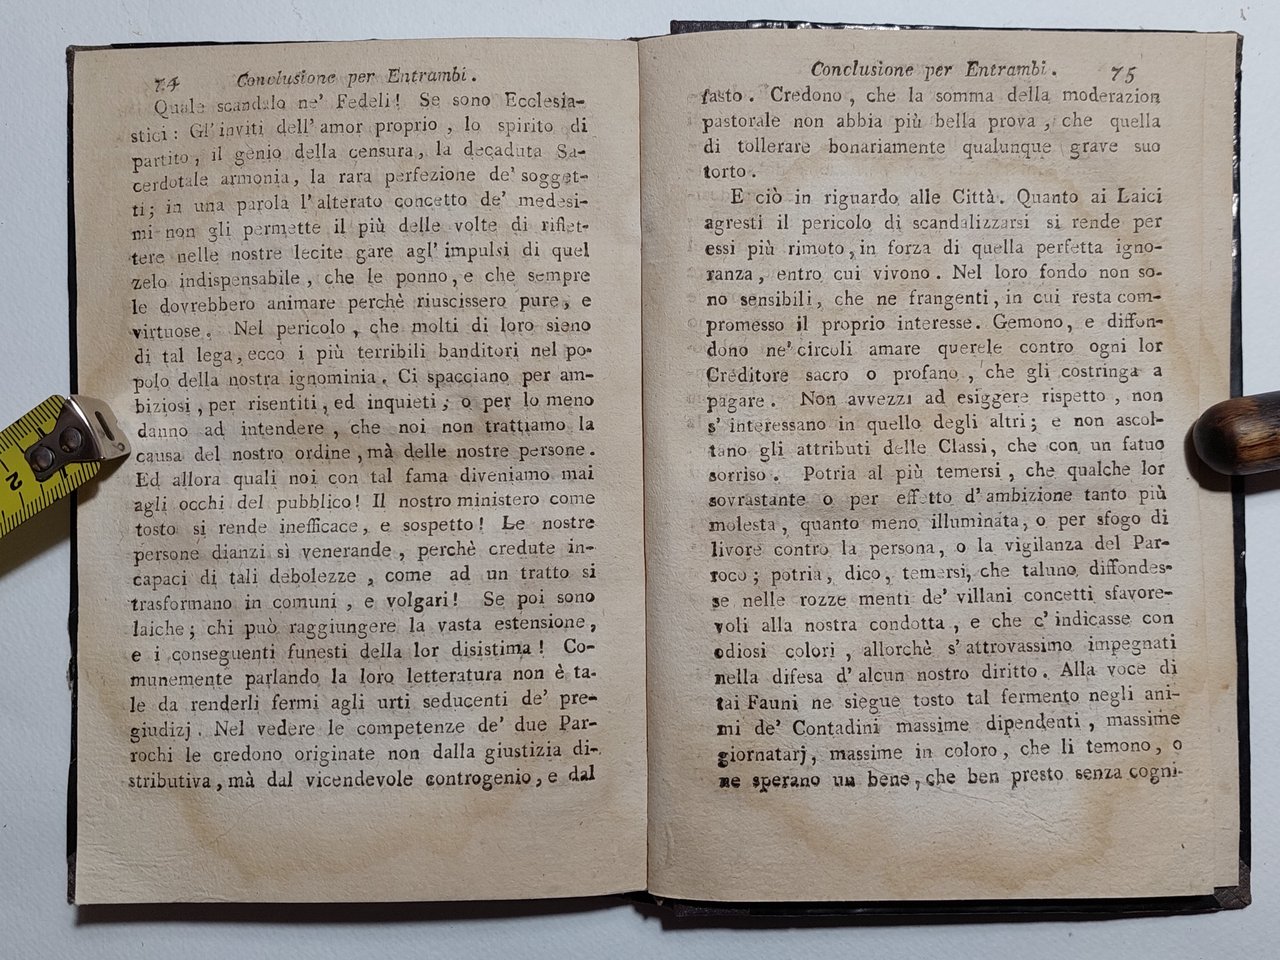 74 Conclusione per Entrambi.
Quale scandalo ne' Fedeli! Se sono Ecclesia-
stici: Gl'inviti dell'amor proprio, lo spirito di
partito, il genio della censura, la decaduta Sa-
cerdotale armonia, la rara perfezione de' sogget-
ti; in una parola l'alterato concetto de' medesi-
mi non gli permette il più delle volte di riflet-
tere nelle nostre lecite gare agl' impulsi di quel
zelo indispensabile, che le ponno, e che sempre
le dovrebbero animare perchè riuscissero pure, e
virtuose. Nel pericolo, che molti di loro sieno
di tal lega, ecco i più terribili banditori nel po-
polo della nostra ignominia. Ci spacciano per am-
biziosi, per risentiti, ed inquieti; o per lo meno
danno ad intendere, che noi non trattiamo la
causa del nostro ordine, mà delle nostre persone.
Ed allora quali noi con tal fama diveniamo mai
agli occhi del pubblico! Il nostro ministero come
tosto si rende inefficace, e sospetto! Le nostre
persone dianzi sì venerande, perchè credute in-
capaci di tali debolezze, come ad un tratto si
trasformano in comuni, e volgari! Se poi sono
laiche; chi può raggiungere la vasta estensione,
e i conseguenti funesti della lor disistima! Co-
munemente parlando la loro letteratura non è ta-
le da renderli fermi agli urti seducenti de' pre-
giudizj. Nel vedere le competenze de' due Par-
rochi le credono originate non dalla giustizia di-
stributiva, mà dal vicendevole controgenio, e dal
Conclusione per Entrambi. 75
fasto. Credono, che la somma della moderazion
pastorale non abbia più bella prova, che quella
di tollerare bonariamente qualunque grave suo
torto.
E ciò in riguardo alle Città. Quanto ai Laici
agresti il pericolo di scandalizzarsi si rende per
essi più rimoto, in forza di quella perfetta igno-
ranza, entro cui vivono. Nel loro fondo non so-
no sensibili, che ne frangenti, in cui resta com-
promesso il proprio interesse. Gemono, e diffon-
dono ne' circoli amare querele contro ogni lor
Creditore sacro o profano, che gli costringa a
pagare. Non avvezzi ad esiggere rispetto, non
s' interessano in quello degli altri; e non ascol-
tano gli attributi delle Classi, che con un fatuo
sorriso. Potria al più temersi, che qualche lor
sovrastante o per effetto d'ambizione tanto più
molesta, quanto meno illuminata, o per sfogo di
livore contro la persona, o la vigilanza del Par-
roco; potria, dico, temersi, che taluno diffondes-
se nelle rozze menti de' villani concetti sfavore-
voli alla nostra condotta, e che c' indicasse con
odiosi colori, allorchè s' attrovassimo impegnati
nella difesa d' alcun nostro diritto. Alla voce di
tai Fauni ne siegue tosto tal fermento negli ani-
mi de' Contadini massime dipendenti, massime
giornatarj, massime in coloro, che li temono, o
ne sperano un bene, che ben presto senza cogni-
2